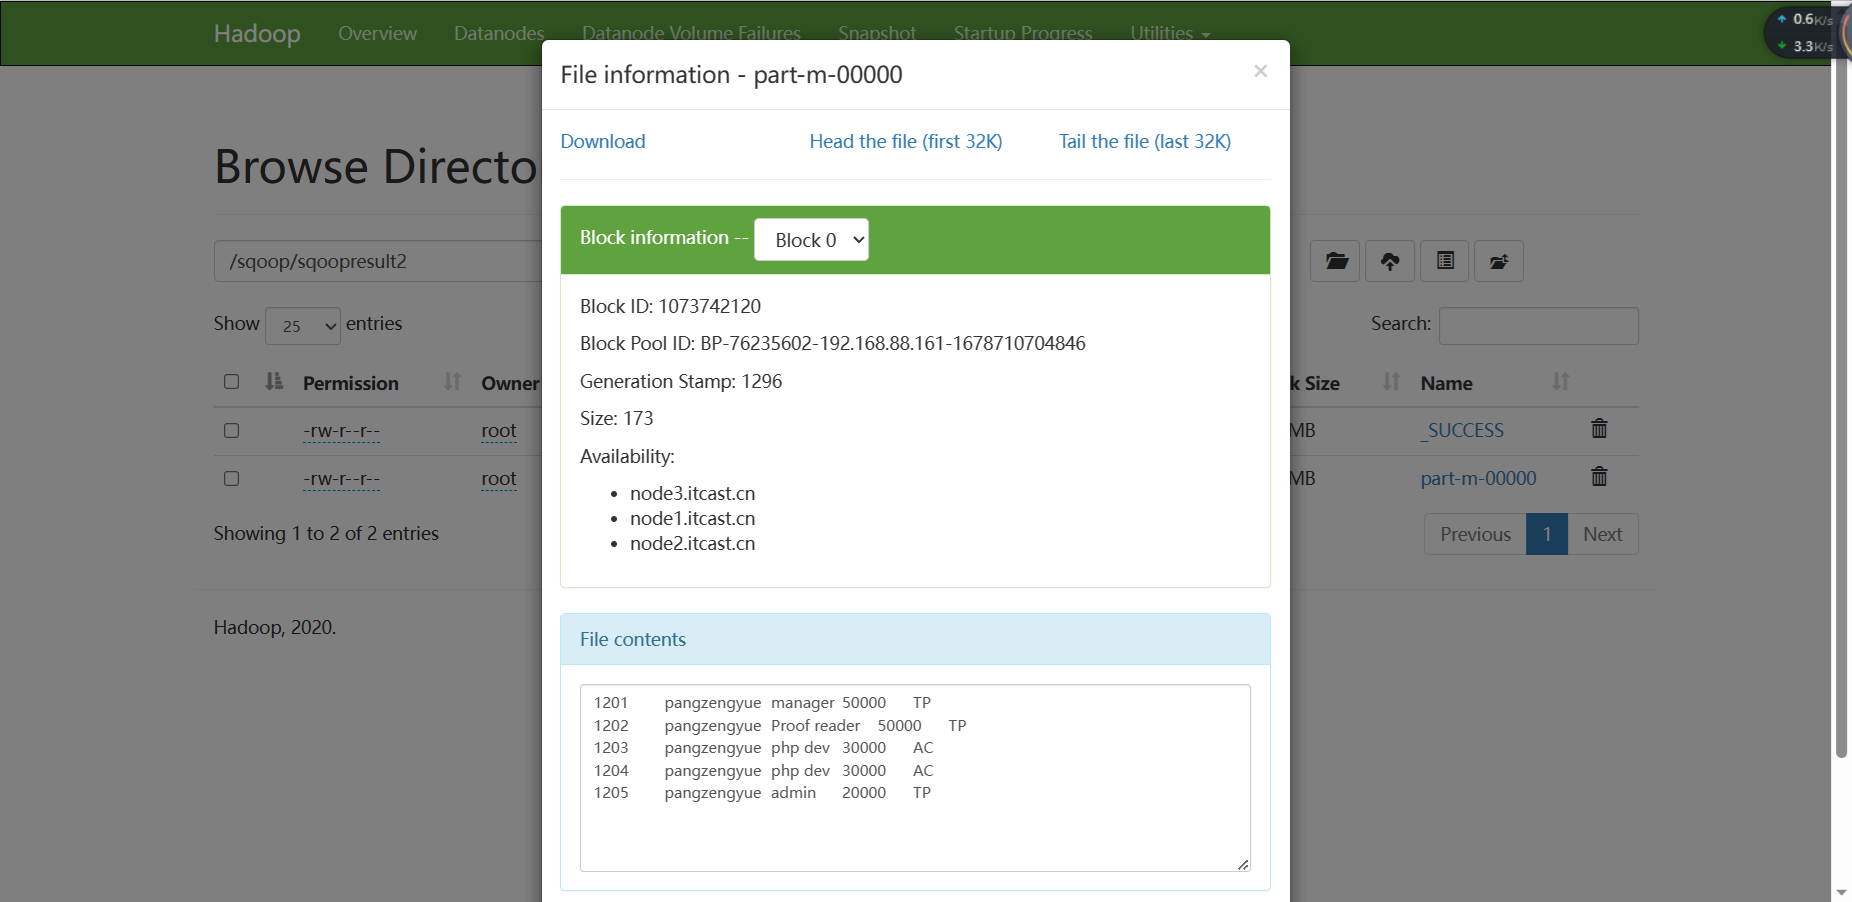 Hadoop Overview Datanodes Datanode Volume Failures Snapshot Startup Progress Utilities
0.6K/s
3.3K/s
File information - part-m-00000 ×
Download Head the file (first 32K) Tail the file (last 32K)
Browse Directo
Block information -- Block 0
/sqoop/sqoopresult2
Block ID: 1073742120
Show 25 entries
Search:
Block Pool ID: BP-76235602-192.168.88.161-1678710704846
Permission Owner k Size Name
Generation Stamp: 1296
Size: 173
-rw-r--r-- root MB _SUCCESS
Availability:
-rw-r--r-- root MB part-m-00000
node3.itcast.cn
node1.itcast.cn
node2.itcast.cn
Showing 1 to 2 of 2 entries
Previous 1 Next
Hadoop, 2020.
File contents
1201 pangzengyue manager 50000 TP
1202 pangzengyue Proof reader 50000 TP
1203 pangzengyue php dev 30000 AC
1204 pangzengyue php dev 30000 AC
1205 pangzengyue admin 20000 TP